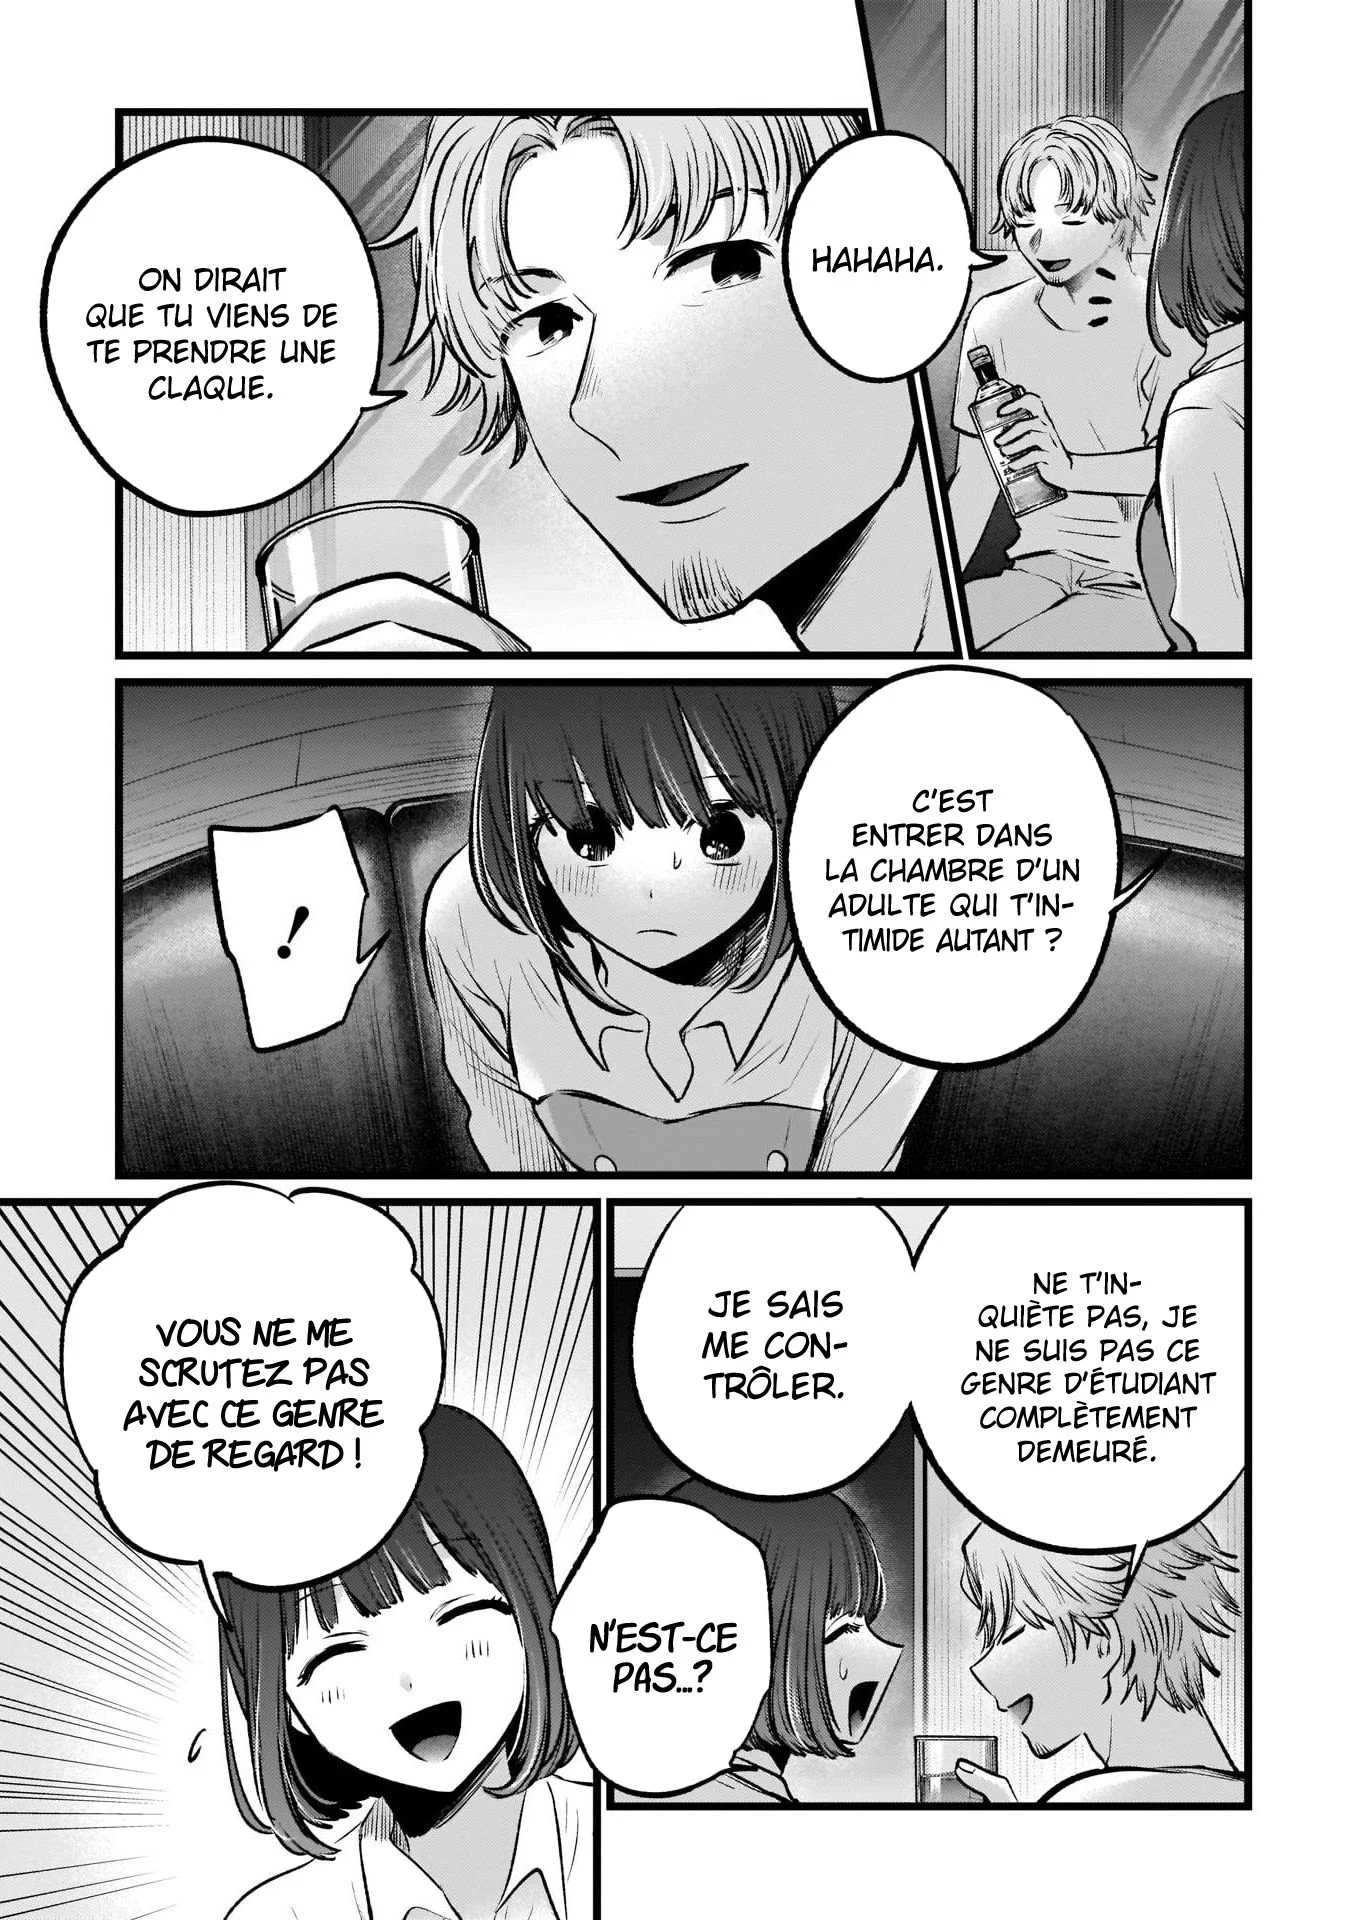 HAHAHA.
ON DIRAIT
QUE TU VIENS DE
TE PRENDRE UNE
CLAQUE.
C'EST
ENTRER DANS
LA CHAMBRE D'UN
ADULTE QUI T'IN-
TIMIDE AUTANT ?
!
NE T'IN-
QUIÈTE PAS, JE
NE SUIS PAS CE
GENRE D'ÉTUDIANT
COMPLÈTEMENT
DEMEURÉ.
JE SAIS
ME CON-
TRÔLER.
N'EST-CE
PAS...?
VOUS NE ME
SCRUTEZ PAS
AVEC CE GENRE
DE REGARD !